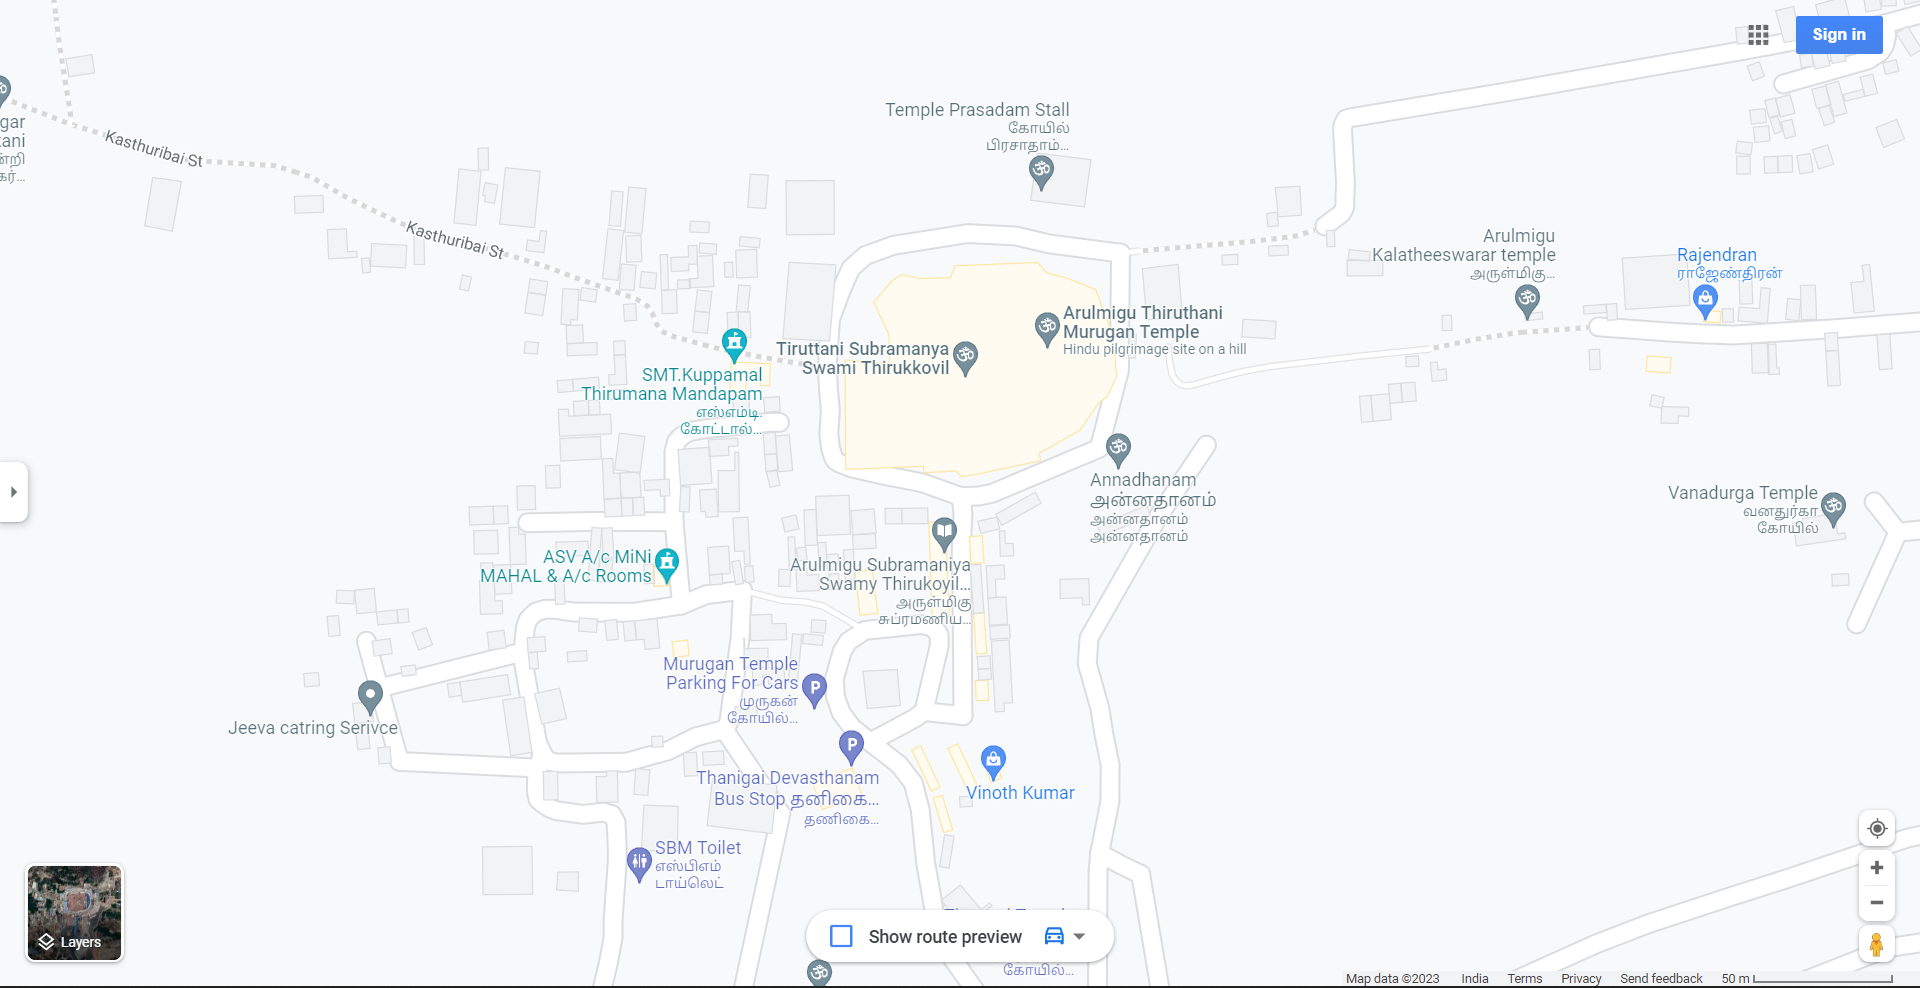 Sign in
Temple Prasadam Stall
கோயில்
பிரசாதாம்...
gar
Kasthuribai St
Kasthuribai St
Arulmigu
Kalatheeswarar temple
அருள்மிகு...
Rajendran
ராஜேண்திரன்
Arulmigu Thiruthani
Murugan Temple
Hindu pilgrimage site on a hill
Tiruttani Subramanya
Swami Thirukkovil
SMT.Kuppamal
Thirumana Mandapam
எஸ்எம்டி.
கோட்டால்...
Annadhanam
அன்னதானம்
அன்னதானம்
அன்னதானம்
Vanadurga Temple
வனதுர்கா
கோயில்
ASV A/c MiNi
MAHAL & A/c Rooms
Arulmigu Subramaniya
Swamy Thirukoyil...
அருள்மிகு
சுப்ரமணிய...
Murugan Temple
Parking For Cars
முருகன்
கோயில்...
Jeeva catring Serivce
Thanigai Devasthanam
Bus Stop தனிகை...
தணிகை...
Vinoth Kumar
SBM Toilet
எஸ்பிஎம்
டாய்லெட்
Layers
Show route preview
கோயில்...
Map data ©2023 India Terms Privacy Send feedback 50 m